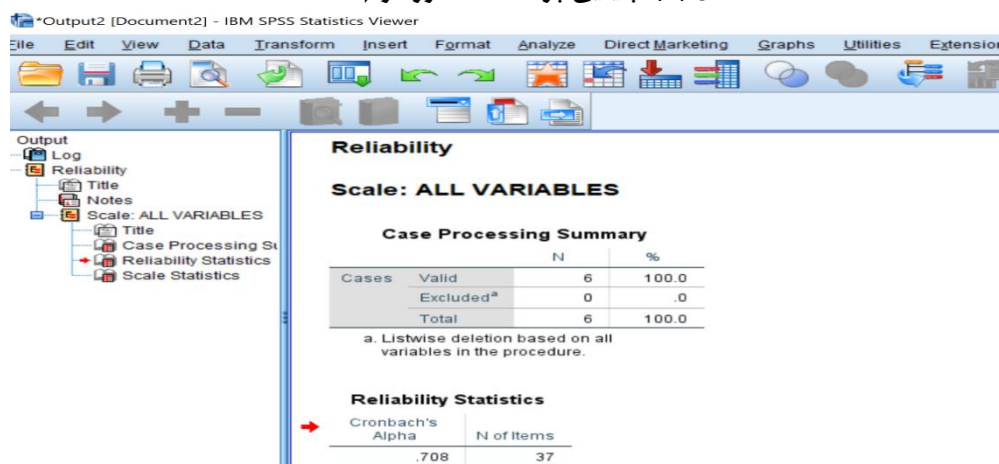 *Output2 [Document2] - IBM SPSS Statistics Viewer
File Edit View Data Transform Insert Format Analyze Direct Marketing Graphs Utilities
Output
Log
Reliability
Title
Notes
Scale: ALL VARIABLES
Title
Case Processing Su
Reliability Statistics
Scale Statistics
Reliability
Scale: ALL VARIABLES
Case Processing Summary
N %
Cases Valid 6 100.0
Excludedᵃ 0 .0
Total 6 100.0
a. Listwise deletion based on all
variables in the procedure.
Reliability Statistics
Cronbach's
Alpha N of Items
.708 37